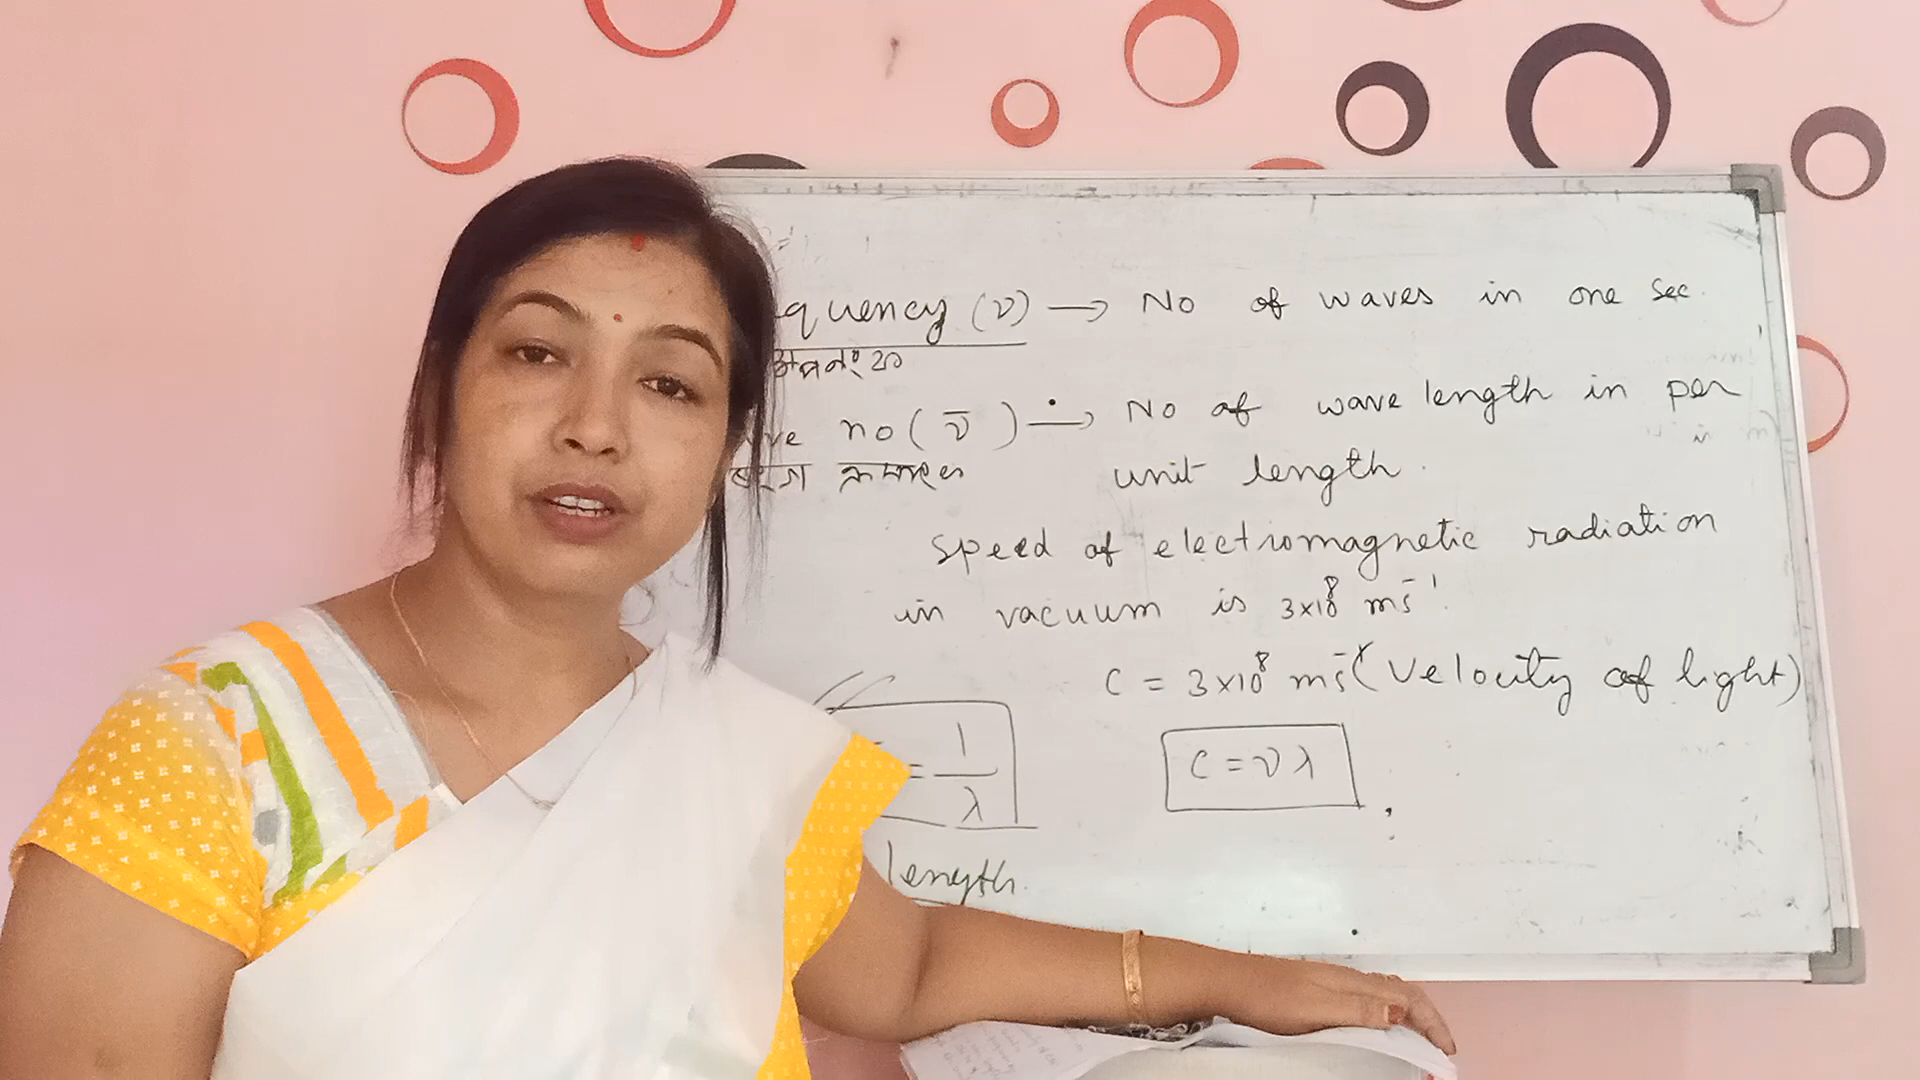 quency (ν) → No of waves in one sec.
no (ν̅) → No of wave length in per
unit length.
speed of electromagnetic radiation
in vacuum is 3×10⁸ ms⁻¹.
C = 3×10⁸ ms⁻¹ (velocity of light)
= 1/λ
C = νλ
length.